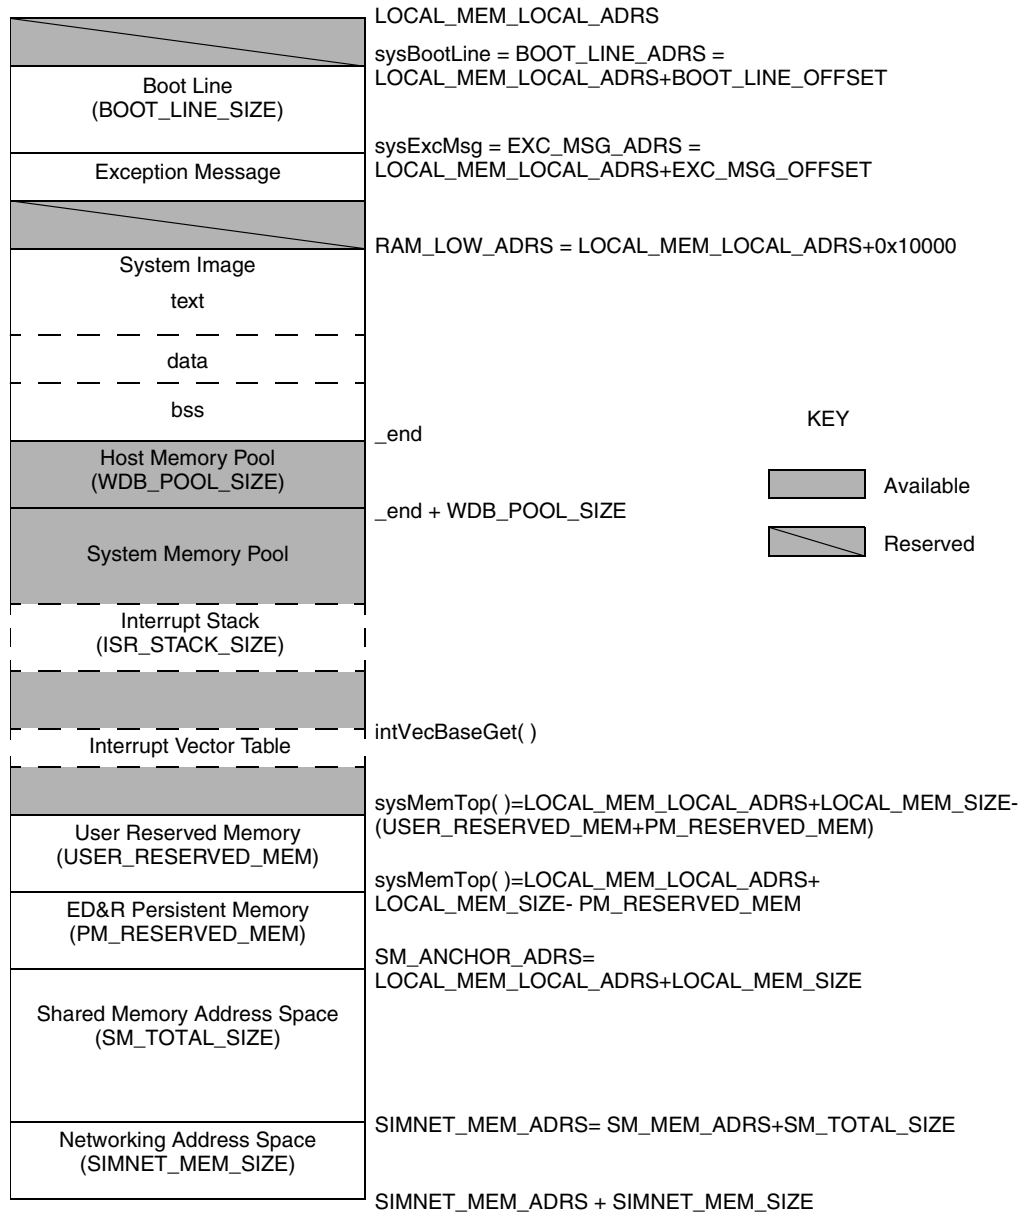 LOCAL_MEM_LOCAL_ADRS
sysBootLine = BOOT_LINE_ADRS =
LOCAL_MEM_LOCAL_ADRS+BOOT_LINE_OFFSET
Boot Line
(BOOT_LINE_SIZE)
sysExcMsg = EXC_MSG_ADRS =
LOCAL_MEM_LOCAL_ADRS+EXC_MSG_OFFSET
Exception Message
RAM_LOW_ADRS = LOCAL_MEM_LOCAL_ADRS+0x10000
System Image
text
data
bss
_end
KEY
Host Memory Pool
(WDB_POOL_SIZE)
Available
_end + WDB_POOL_SIZE
System Memory Pool
Reserved
Interrupt Stack
(ISR_STACK_SIZE)
intVecBaseGet( )
Interrupt Vector Table
sysMemTop( )=LOCAL_MEM_LOCAL_ADRS+LOCAL_MEM_SIZE-
(USER_RESERVED_MEM+PM_RESERVED_MEM)
User Reserved Memory
(USER_RESERVED_MEM)
sysMemTop( )=LOCAL_MEM_LOCAL_ADRS+
LOCAL_MEM_SIZE- PM_RESERVED_MEM
ED&R Persistent Memory
(PM_RESERVED_MEM)
SM_ANCHOR_ADRS=
LOCAL_MEM_LOCAL_ADRS+LOCAL_MEM_SIZE
Shared Memory Address Space
(SM_TOTAL_SIZE)
SIMNET_MEM_ADRS= SM_MEM_ADRS+SM_TOTAL_SIZE
Networking Address Space
(SIMNET_MEM_SIZE)
SIMNET_MEM_ADRS + SIMNET_MEM_SIZE